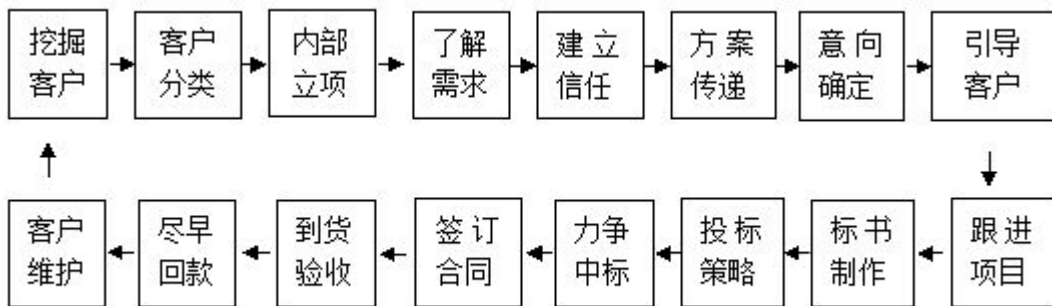 挖掘 客户 内部 了解 建立 方案 意向 引导
客户 分类 立项 需求 信任 传递 确定 客户
客户 尽早 到货 签订 力争 投标 标书 跟进
维护 回款 验收 合同 中标 策略 制作 项目